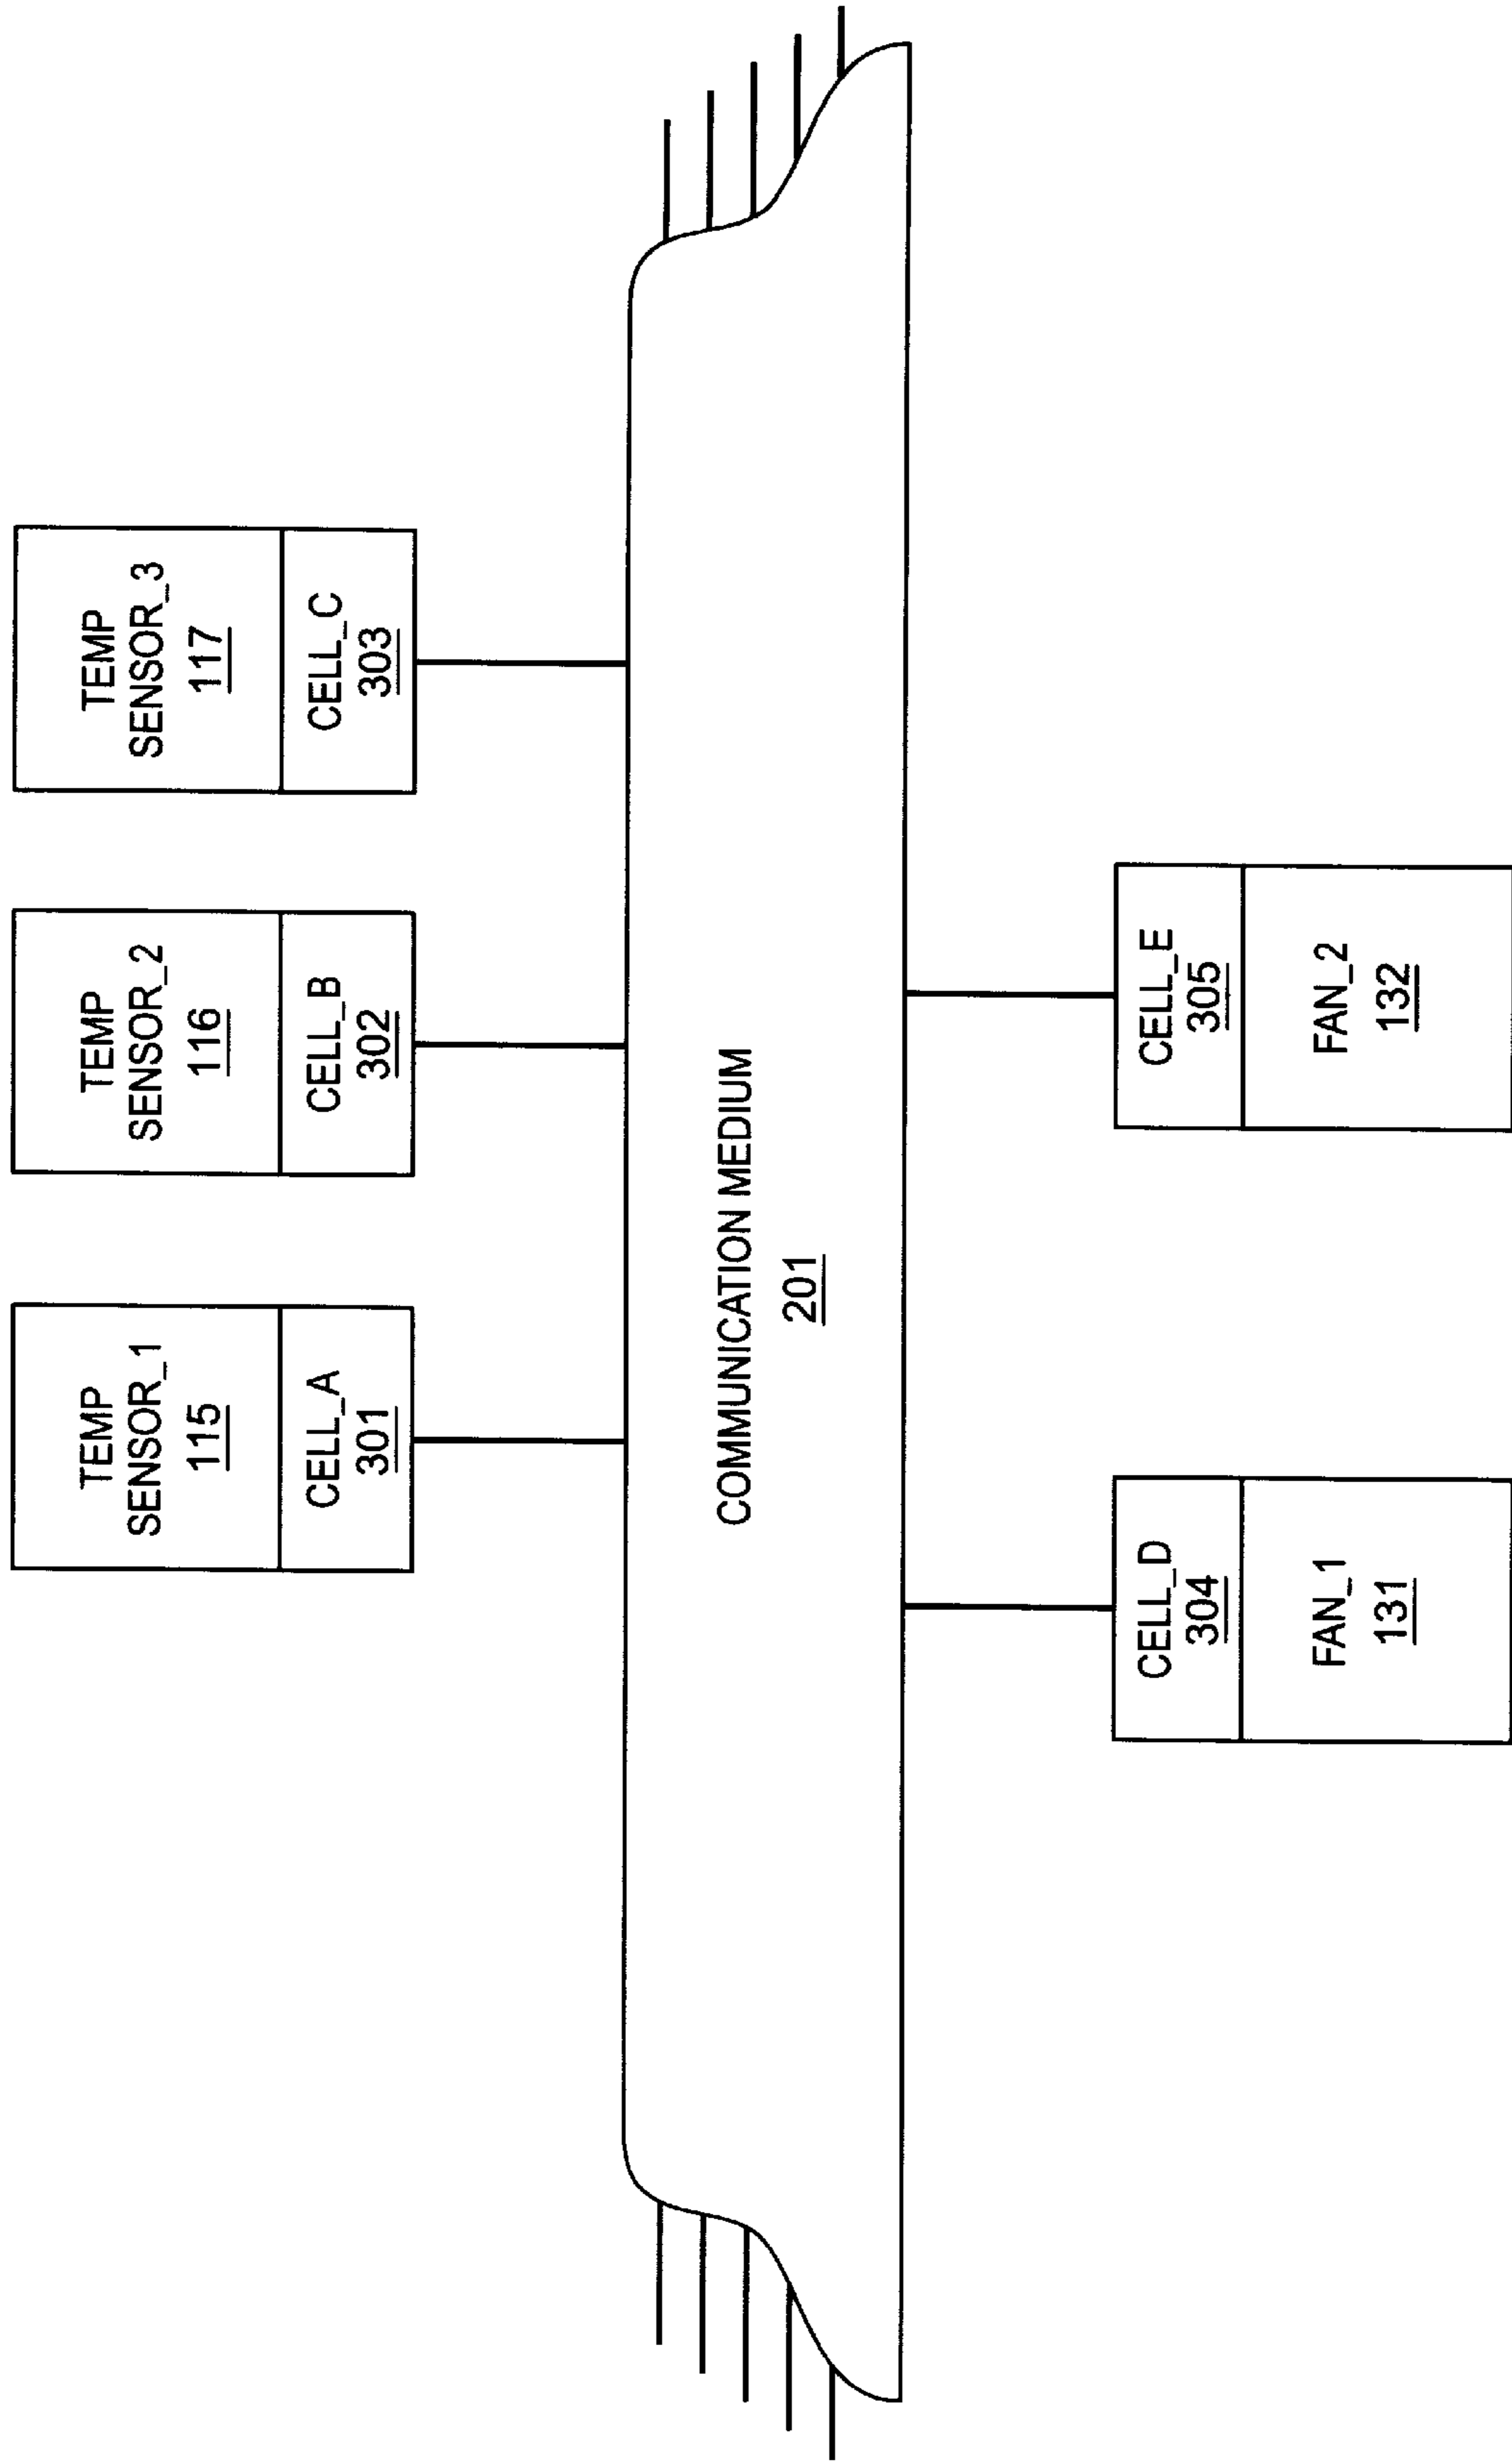 TEMP
SENSOR_1
115
CELL_A
301
TEMP
SENSOR_2
116
CELL_B
302
TEMP
SENSOR_3
117
CELL_C
303
COMMUNICATION MEDIUM
201
CELL_D
304
FAN_1
131
CELL_E
305
FAN_2
132